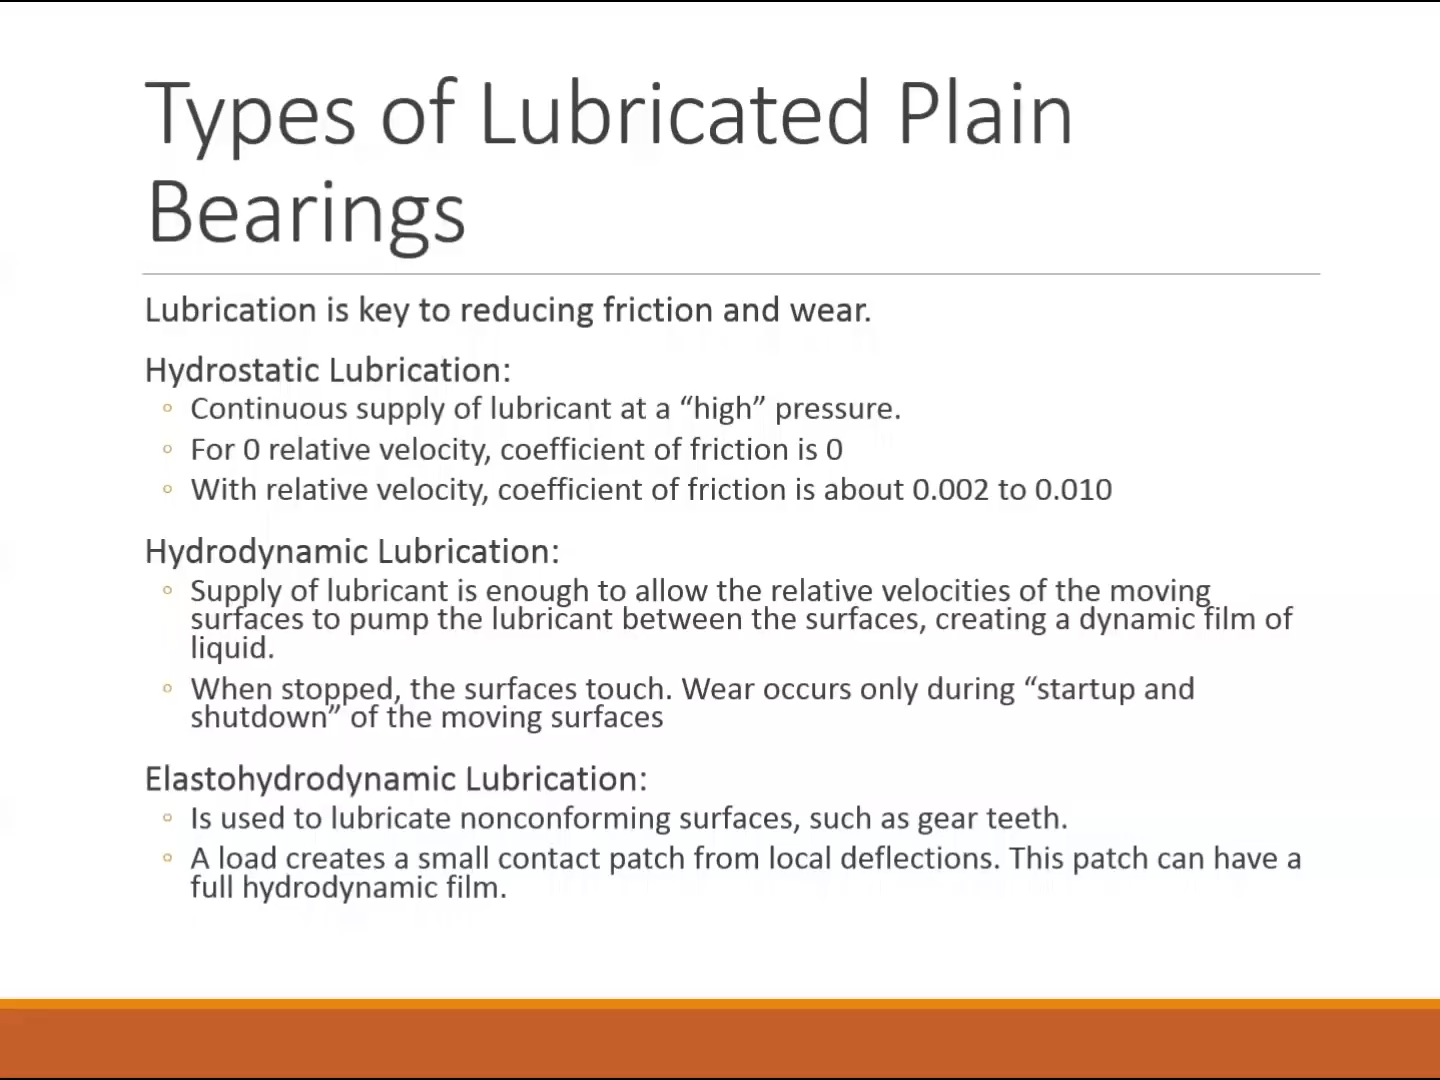 Types of Lubricated Plain
Bearings
Lubrication is key to reducing friction and wear.
Hydrostatic Lubrication:
◦ Continuous supply of lubricant at a “high” pressure.
◦ For 0 relative velocity, coefficient of friction is 0
◦ With relative velocity, coefficient of friction is about 0.002 to 0.010
Hydrodynamic Lubrication:
◦ Supply of lubricant is enough to allow the relative velocities of the moving
surfaces to pump the lubricant between the surfaces, creating a dynamic film of
liquid.
◦ When stopped, the surfaces touch. Wear occurs only during “startup and
shutdown” of the moving surfaces
Elastohydrodynamic Lubrication:
◦ Is used to lubricate nonconforming surfaces, such as gear teeth.
◦ A load creates a small contact patch from local deflections. This patch can have a
full hydrodynamic film.